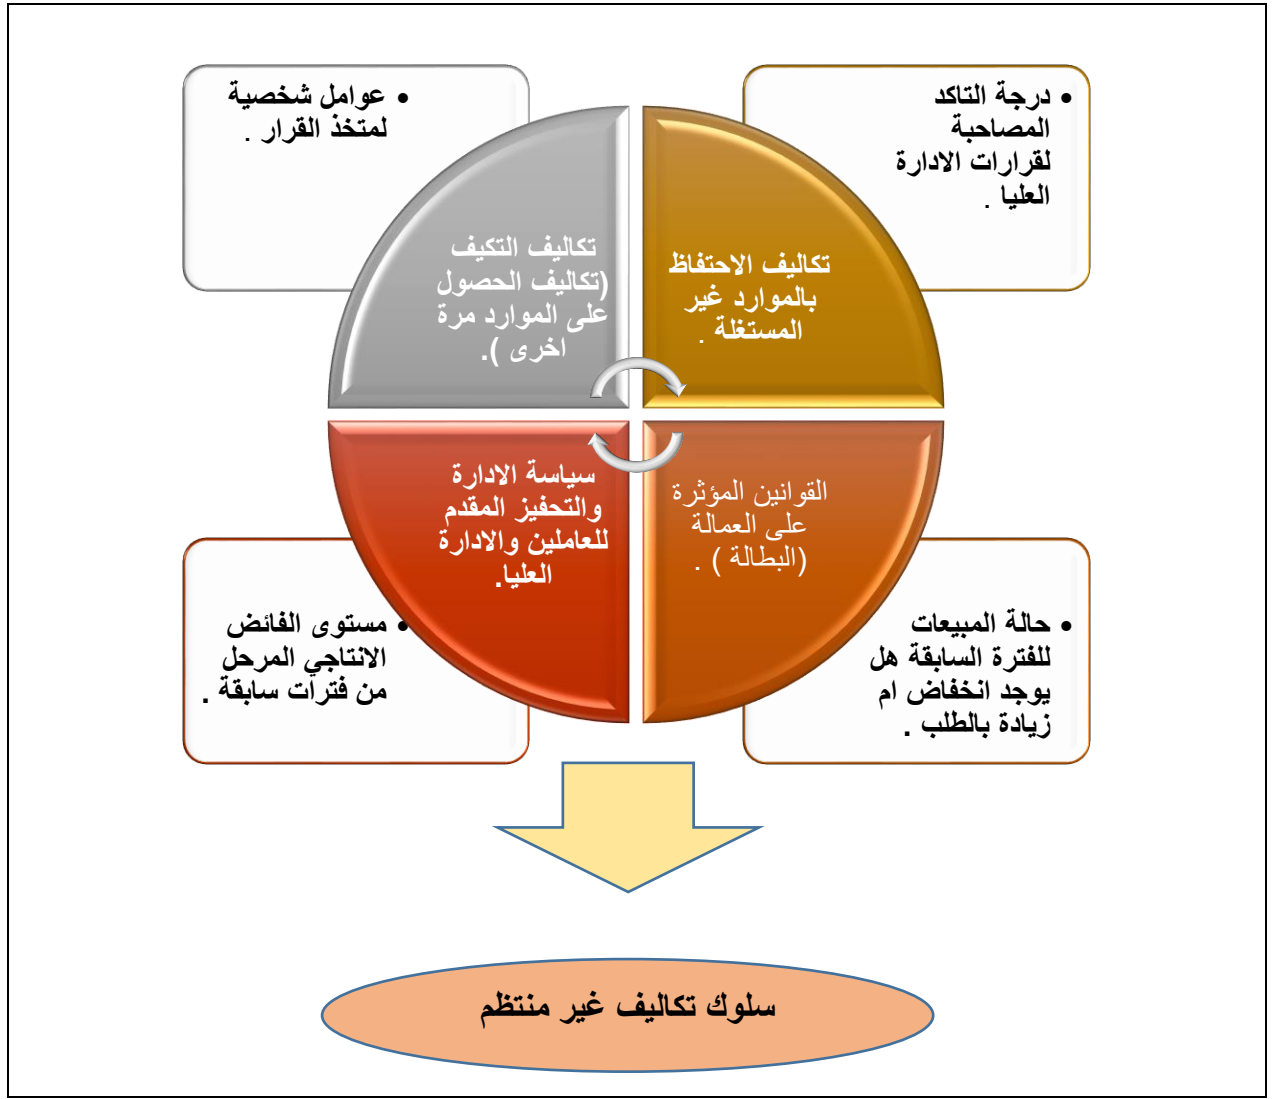 درجة التاكد
المصاحبة
لقرارات الادارة
العليا .
عوامل شخصية
لمتخذ القرار .
تكاليف الاحتفاظ
بالموارد غير
المستغلة .
تكاليف التكيف
(تكاليف الحصول
على الموارد مرة
اخرى ).
القوانين المؤثرة
على العمالة
(البطالة ) .
سياسة الادارة
والتحفيز المقدم
للعاملين والادارة
العليا.
حالة المبيعات
للفترة السابقة هل
يوجد انخفاض ام
زيادة بالطلب .
مستوى الفائض
الانتاجي المرحل
من فترات سابقة .
سلوك تكاليف غير منتظم